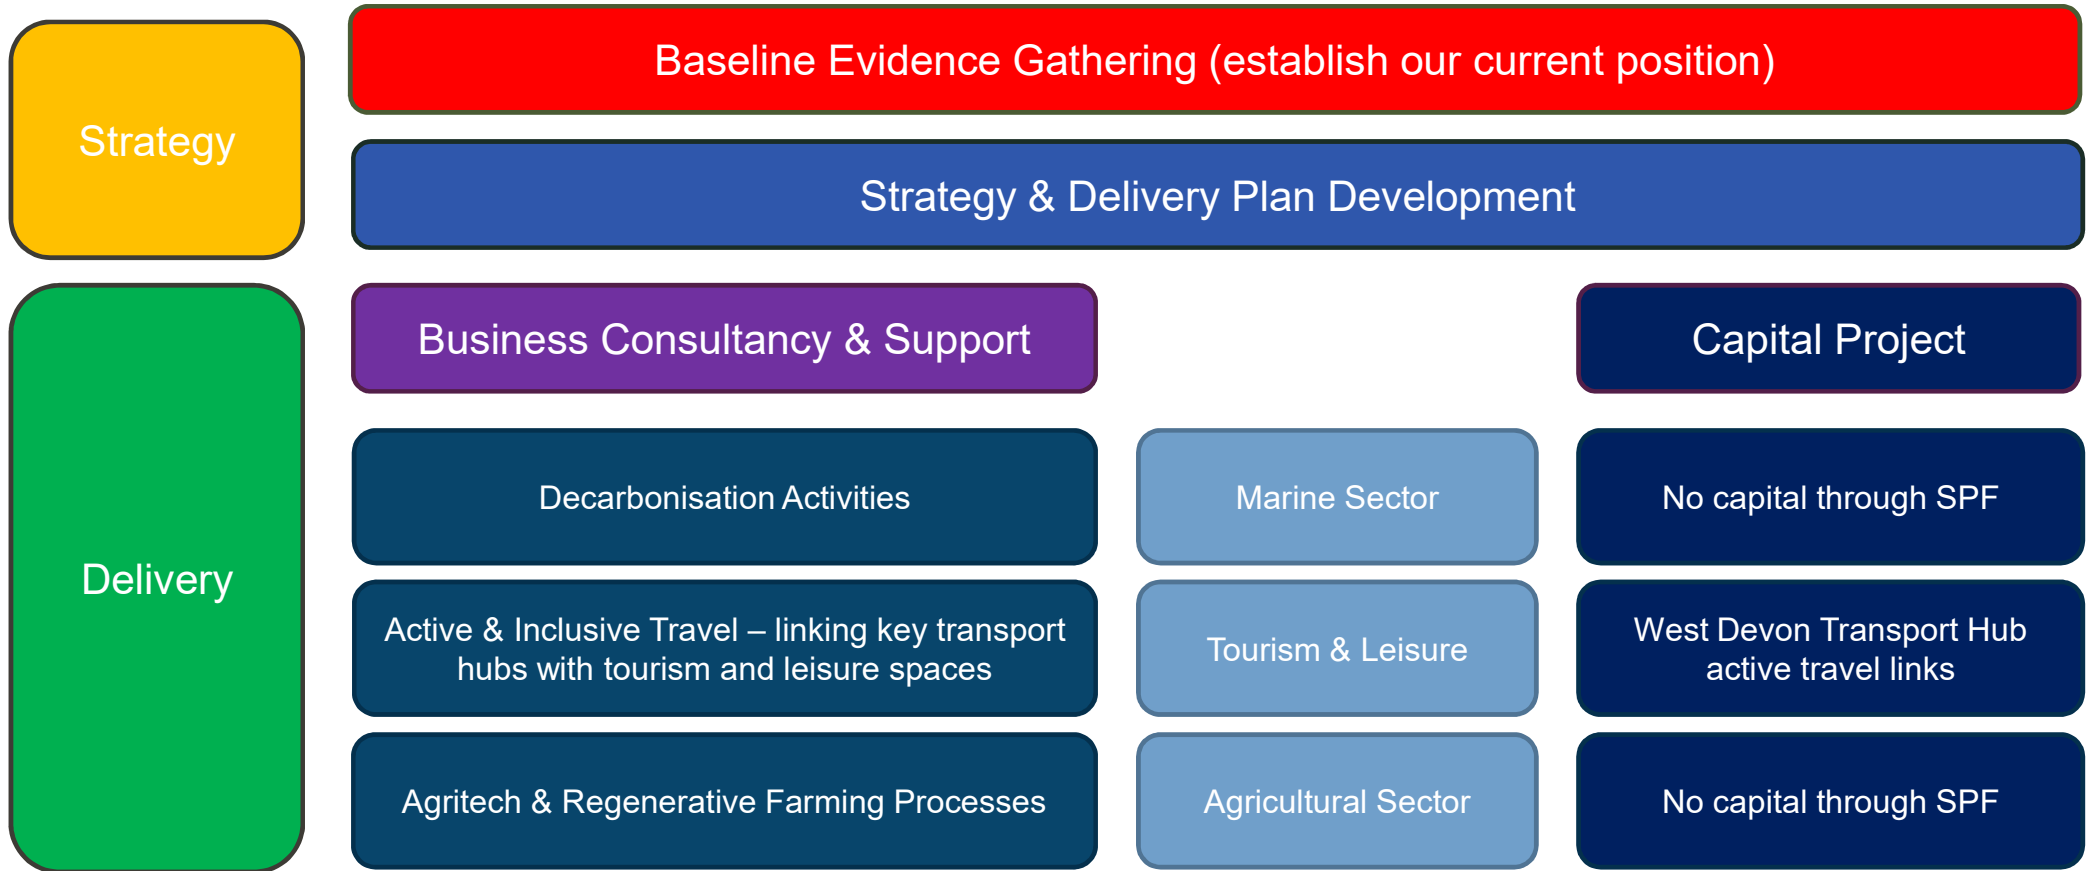 Strategy
Baseline Evidence Gathering (establish our current position)
Strategy & Delivery Plan Development
Delivery
Business Consultancy & Support
Capital Project
Decarbonisation Activities
Marine Sector
No capital through SPF
Active & Inclusive Travel – linking key transport
hubs with tourism and leisure spaces
Tourism & Leisure
West Devon Transport Hub
active travel links
Agritech & Regenerative Farming Processes
Agricultural Sector
No capital through SPF